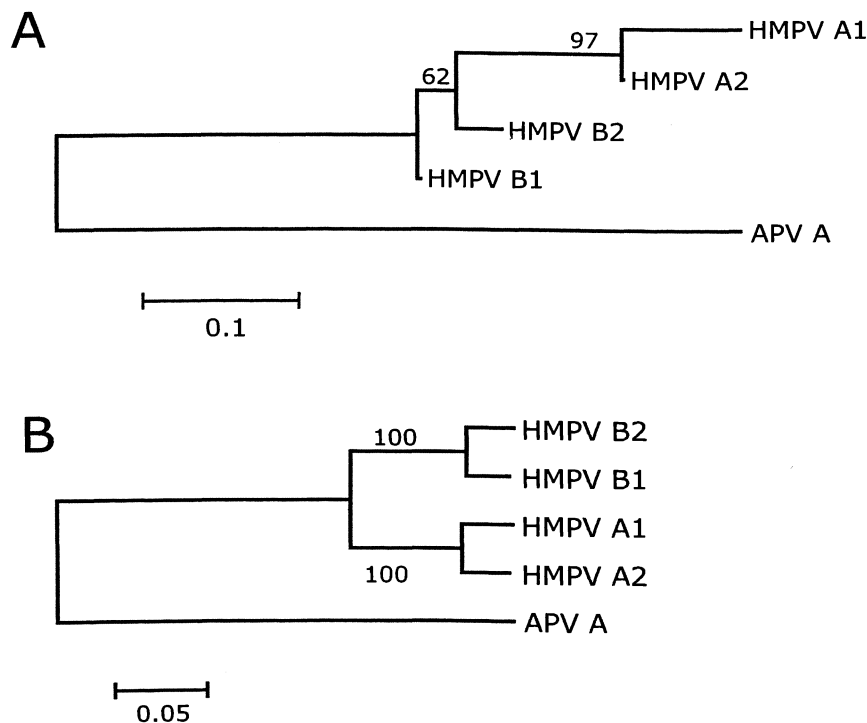 A
97
HMPV A1
HMPV A2
62
HMPV B2
HMPV B1
APV A
0.1
B
100
HMPV B2
HMPV B1
HMPV A1
100
HMPV A2
APV A
0.05